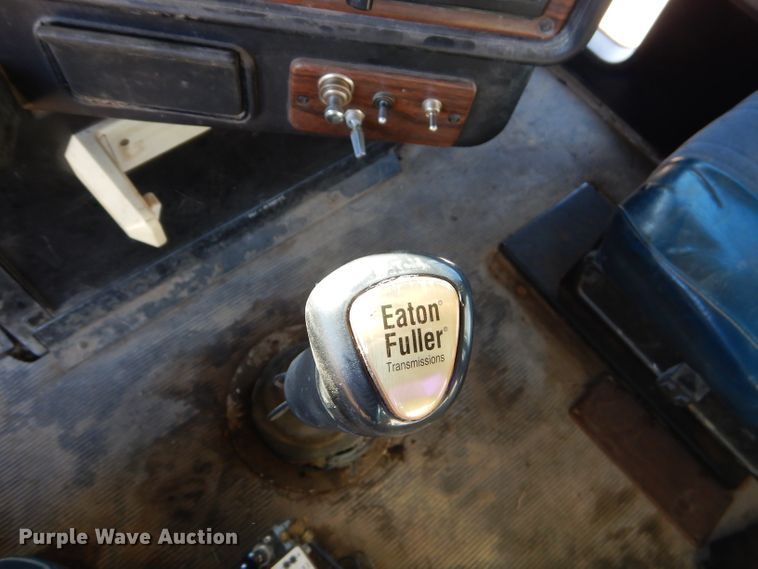 Eaton®
Fuller®
Transmissions
Purple Wave Auction